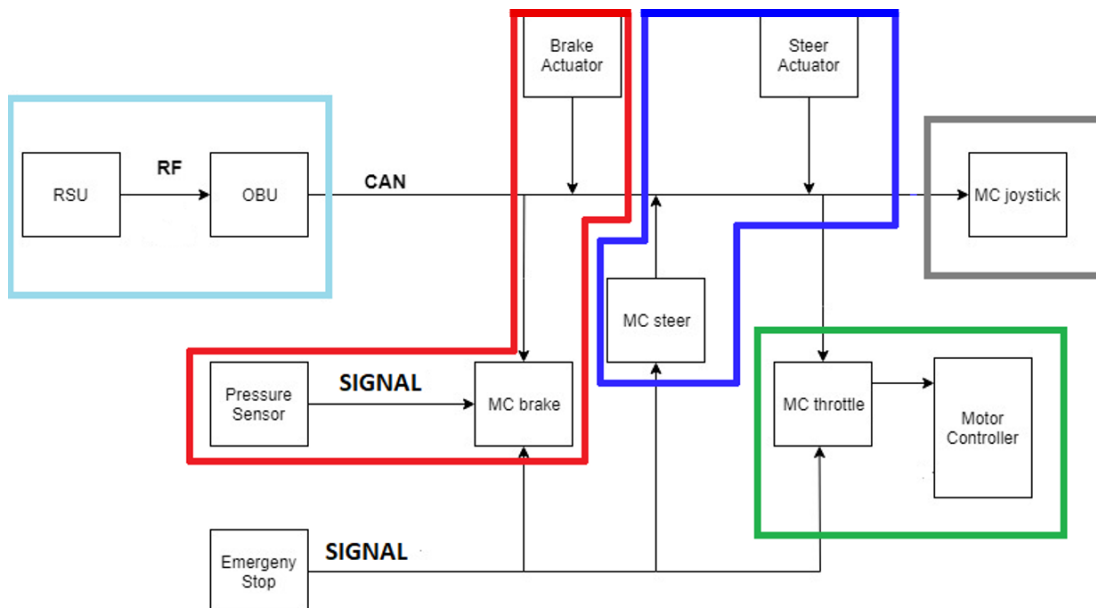 Brake
Actuator
Steer
Actuator
RSU
RF
OBU
CAN
MC joystick
MC steer
Pressure
Sensor
SIGNAL
MC brake
MC throttle
Motor
Controller
Emergeny
Stop
SIGNAL